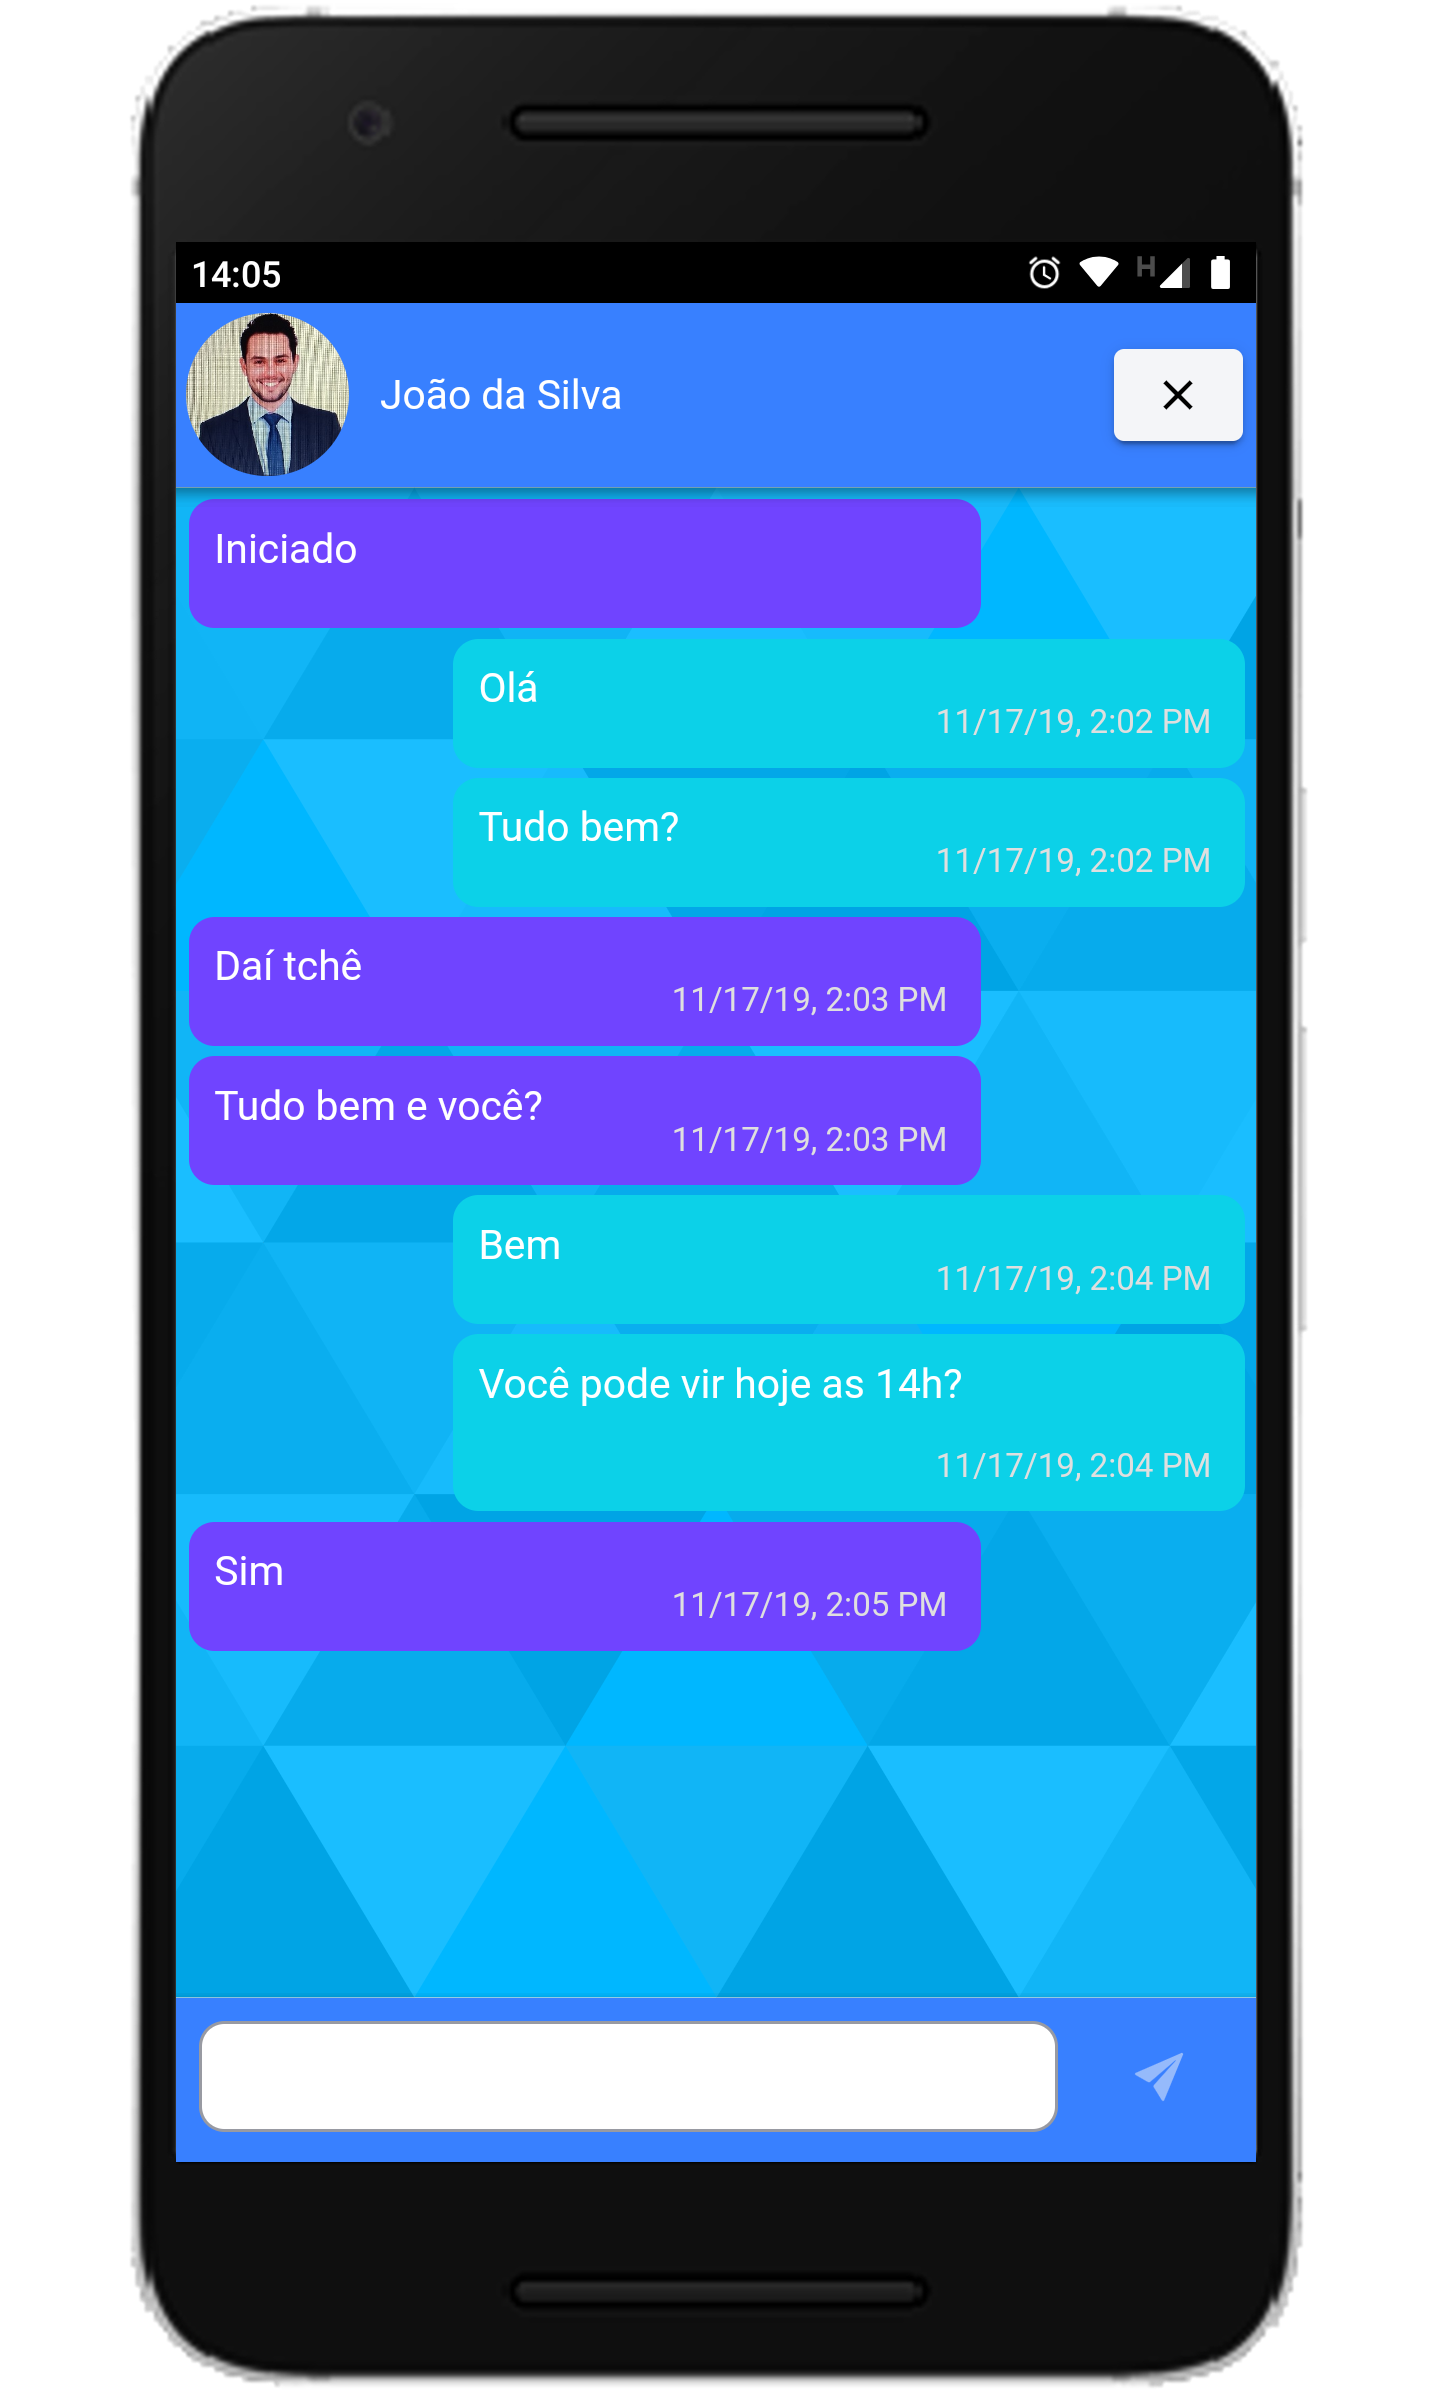 14:05
H
João da Silva
Iniciado
Olá
11/17/19, 2:02 PM
Tudo bem?
11/17/19, 2:02 PM
Daí tchê
11/17/19, 2:03 PM
Tudo bem e você?
11/17/19, 2:03 PM
Bem
11/17/19, 2:04 PM
Você pode vir hoje as 14h?
11/17/19, 2:04 PM
Sim
11/17/19, 2:05 PM